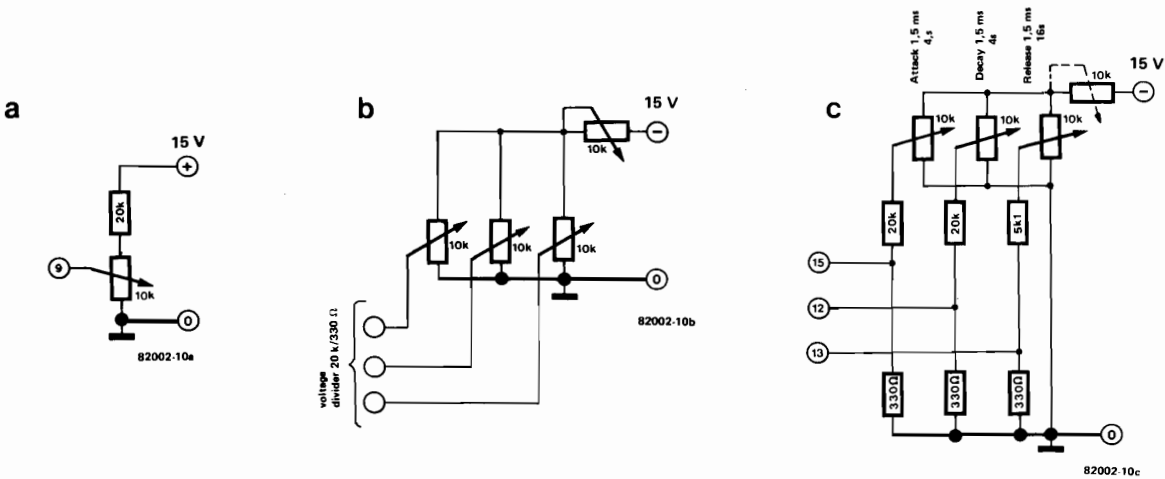 a
15 V
+
20k
9
10k
0
82002-10a
b
15 V
10k
−
10k
10k
10k
0
82002-10b
voltage
divider 20 k/330 Ω
c
Attack 1,5 ms
4,s
Decay 1,5 ms
4s
Release 1,5 ms
16s
15 V
10k
−
10k
10k
10k
20k
20k
5k1
15
12
13
330Ω
330Ω
330Ω
0
82002-10c